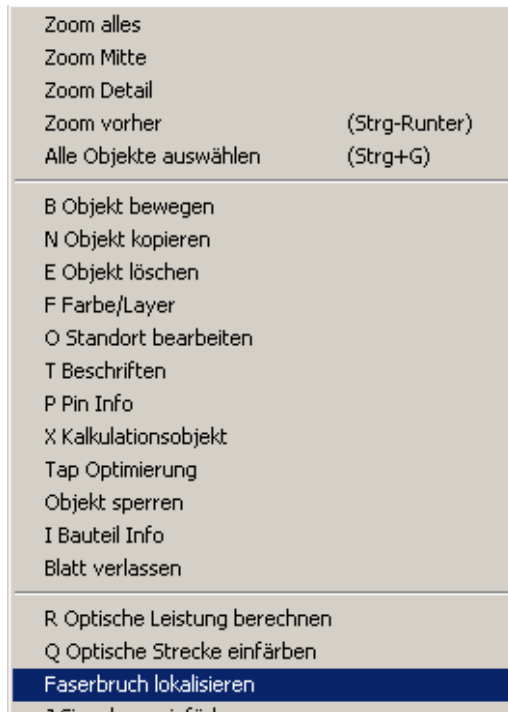 Zoom alles
Zoom Mitte
Zoom Detail
Zoom vorher (Strg-Runter)
Alle Objekte auswählen (Strg+G)
B Objekt bewegen
N Objekt kopieren
E Objekt löschen
F Farbe/Layer
O Standort bearbeiten
T Beschriften
P Pin Info
X Kalkulationsobjekt
Tap Optimierung
Objekt sperren
I Bauteil Info
Blatt verlassen
R Optische Leistung berechnen
Q Optische Strecke einfärben
Faserbruch lokalisieren